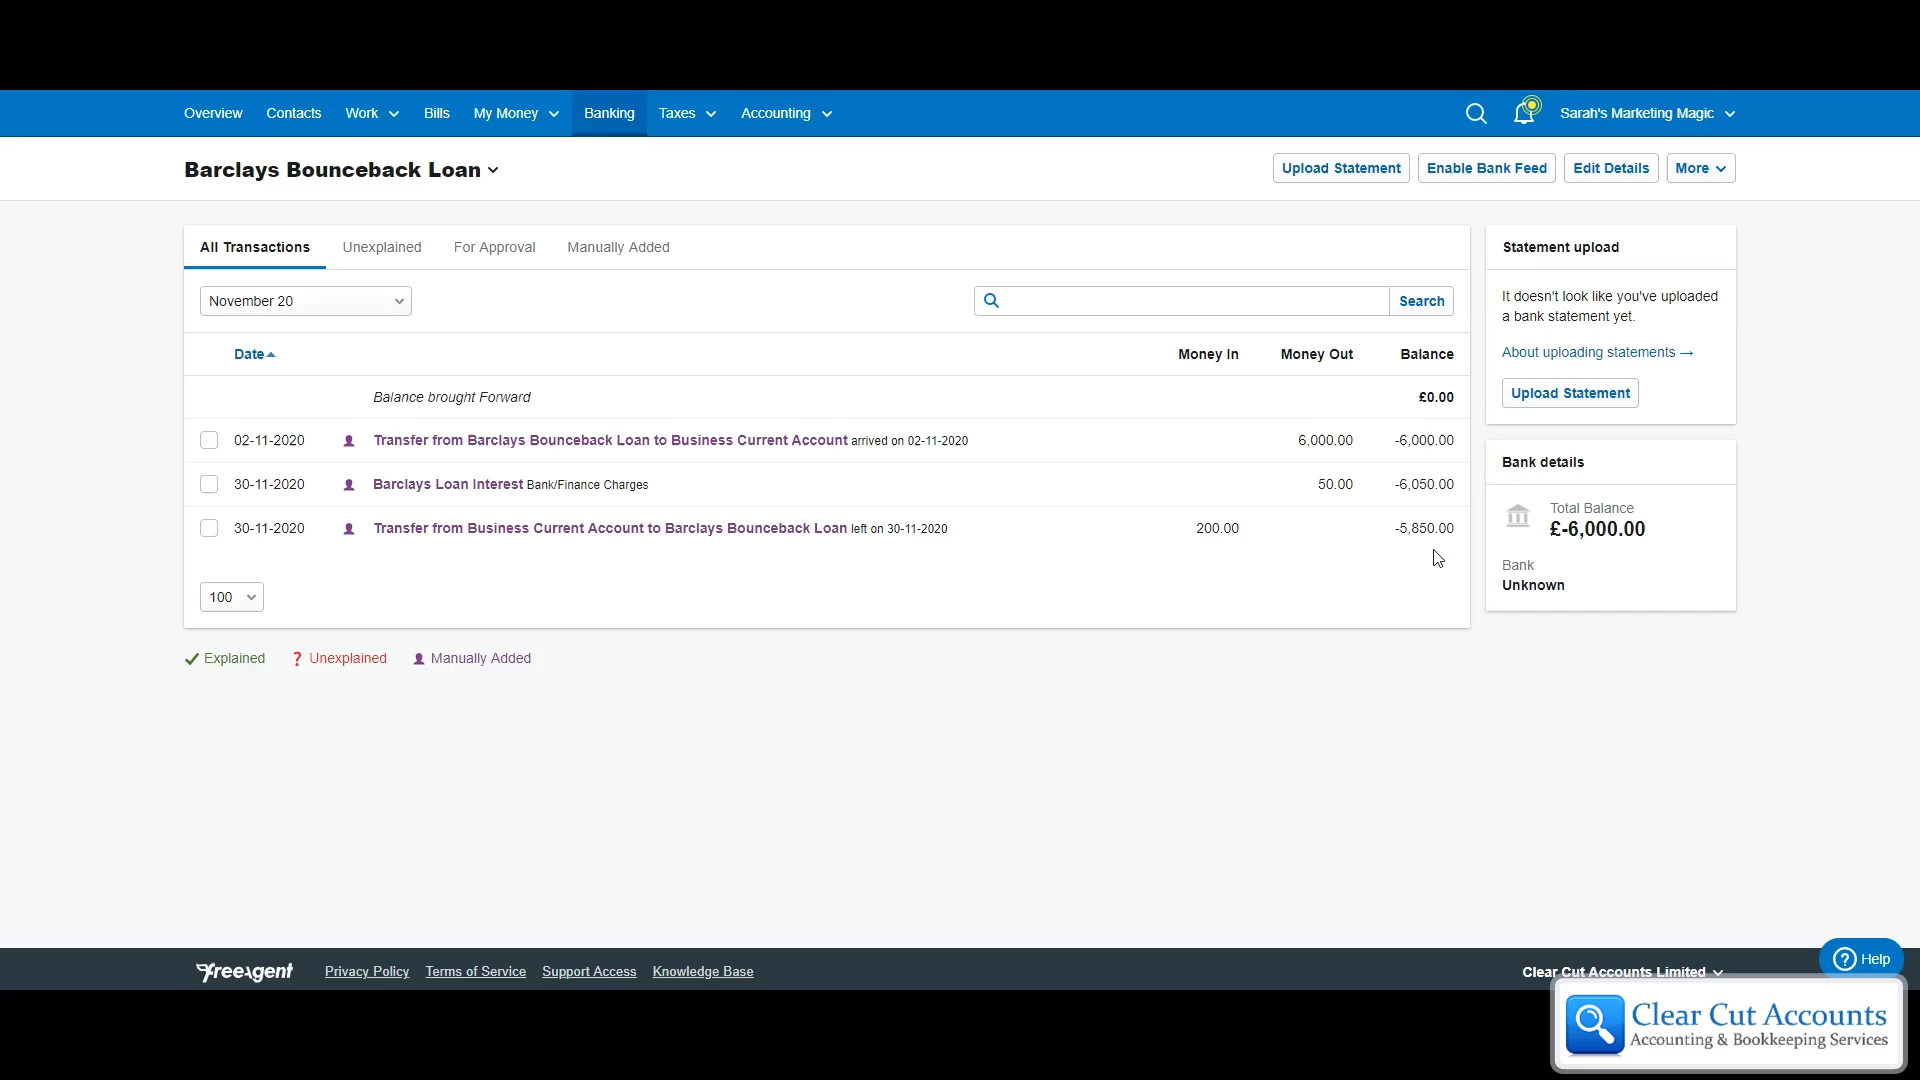 Overview Contacts Work Bills My Money Banking Taxes Accounting Sarah's Marketing Magic
Barclays Bounceback Loan Upload Statement Enable Bank Feed Edit Details More
All Transactions Unexplained For Approval Manually Added
November 20 Search
Date Money In Money Out Balance
Balance brought Forward £0.00
02-11-2020 Transfer from Barclays Bounceback Loan to Business Current Account arrived on 02-11-2020 6,000.00 -6,000.00
30-11-2020 Barclays Loan Interest Bank/Finance Charges 50.00 -6,050.00
30-11-2020 Transfer from Business Current Account to Barclays Bounceback Loan left on 30-11-2020 200.00 -5,850.00
100
Explained ? Unexplained Manually Added
Statement upload
It doesn't look like you've uploaded
a bank statement yet.
About uploading statements →
Upload Statement
Bank details
Total Balance
£-6,000.00
Bank
Unknown
freeagent Privacy Policy Terms of Service Support Access Knowledge Base Clear Cut Accounts Limited
? Help
Clear Cut Accounts
Accounting & Bookkeeping Services